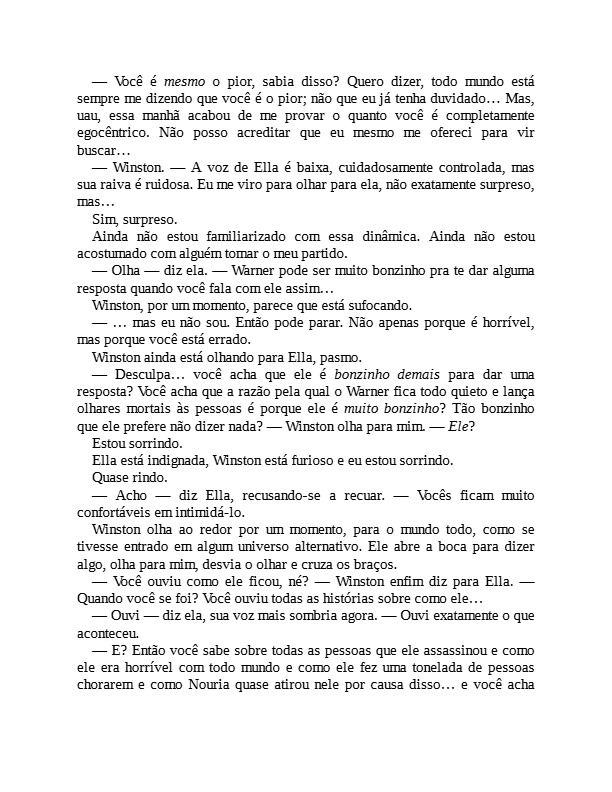 — Você é mesmo o pior, sabia disso? Quero dizer, todo mundo está
sempre me dizendo que você é o pior; não que eu já tenha duvidado… Mas,
uau, essa manhã acabou de me provar o quanto você é completamente
egocêntrico. Não posso acreditar que eu mesmo me ofereci para vir
buscar…
— Winston. — A voz de Ella é baixa, cuidadosamente controlada, mas
sua raiva é ruidosa. Eu me viro para olhar para ela, não exatamente surpreso,
mas…
Sim, surpreso.
Ainda não estou familiarizado com essa dinâmica. Ainda não estou
acostumado com alguém tomar o meu partido.
— Olha — diz ela. — Warner pode ser muito bonzinho pra te dar alguma
resposta quando você fala com ele assim…
Winston, por um momento, parece que está sufocando.
— … mas eu não sou. Então pode parar. Não apenas porque é horrível,
mas porque você está errado.
Winston ainda está olhando para Ella, pasmo.
— Desculpa… você acha que ele é bonzinho demais para dar uma
resposta? Você acha que a razão pela qual o Warner fica todo quieto e lança
olhares mortais às pessoas é porque ele é muito bonzinho? Tão bonzinho
que ele prefere não dizer nada? — Winston olha para mim. — Ele?
Estou sorrindo.
Ella está indignada, Winston está furioso e eu estou sorrindo.
Quase rindo.
— Acho — diz Ella, recusando-se a recuar. — Vocês ficam muito
confortáveis em intimidá-lo.
Winston olha ao redor por um momento, para o mundo todo, como se
tivesse entrado em algum universo alternativo. Ele abre a boca para dizer
algo, olha para mim, desvia o olhar e cruza os braços.
— Você ouviu como ele ficou, né? — Winston enfim diz para Ella. —
Quando você se foi? Você ouviu todas as histórias sobre como ele…
— Ouvi — diz ela, sua voz mais sombria agora. — Ouvi exatamente o que
aconteceu.
— E? Então você sabe sobre todas as pessoas que ele assassinou e como
ele era horrível com todo mundo e como ele fez uma tonelada de pessoas
chorarem e como Nouria quase atirou nele por causa disso… e você acha